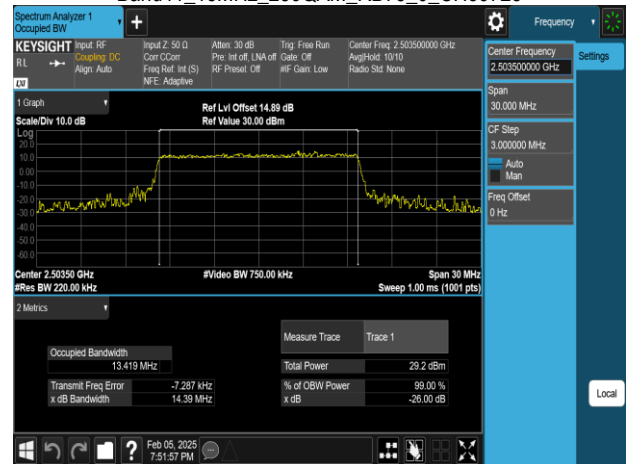 Spectrum Analyzer 1
Occupied BW
Frequency
KEYSIGHT
RL
LXI
Input: RF
Coupling: DC
Align: Auto
Input Z: 50 Ω
Corr CCorr
Freq Ref: Int (S)
NFE: Adaptive
Atten: 30 dB
Pre: Int off, LNA off
RF Preset: Off
Trig: Free Run
Gate: Off
#IF Gain: Low
Center Freq: 2.503500000 GHz
Avg|Hold: 10/10
Radio Std: None
Center Frequency
2.503500000 GHz
Settings
Span
30.000 MHz
CF Step
3.000000 MHz
Auto
Man
Freq Offset
0 Hz
Local
1 Graph
Scale/Div 10.0 dB
Ref Lvl Offset 14.89 dB
Ref Value 30.00 dBm
Log
20.0
10.0
0.00
-10.0
-20.0
-30.0
-40.0
-50.0
-60.0
Center 2.50350 GHz
#Video BW 750.00 kHz
Span 30 MHz
#Res BW 220.00 kHz
Sweep 1.00 ms (1001 pts)
2 Metrics
Measure Trace
Trace 1
Occupied Bandwidth
13.419 MHz
Total Power
29.2 dBm
Transmit Freq Error
-7.287 kHz
% of OBW Power
99.00 %
x dB Bandwidth
14.39 MHz
x dB
-26.00 dB
Feb 05, 2025
7:51:57 PM